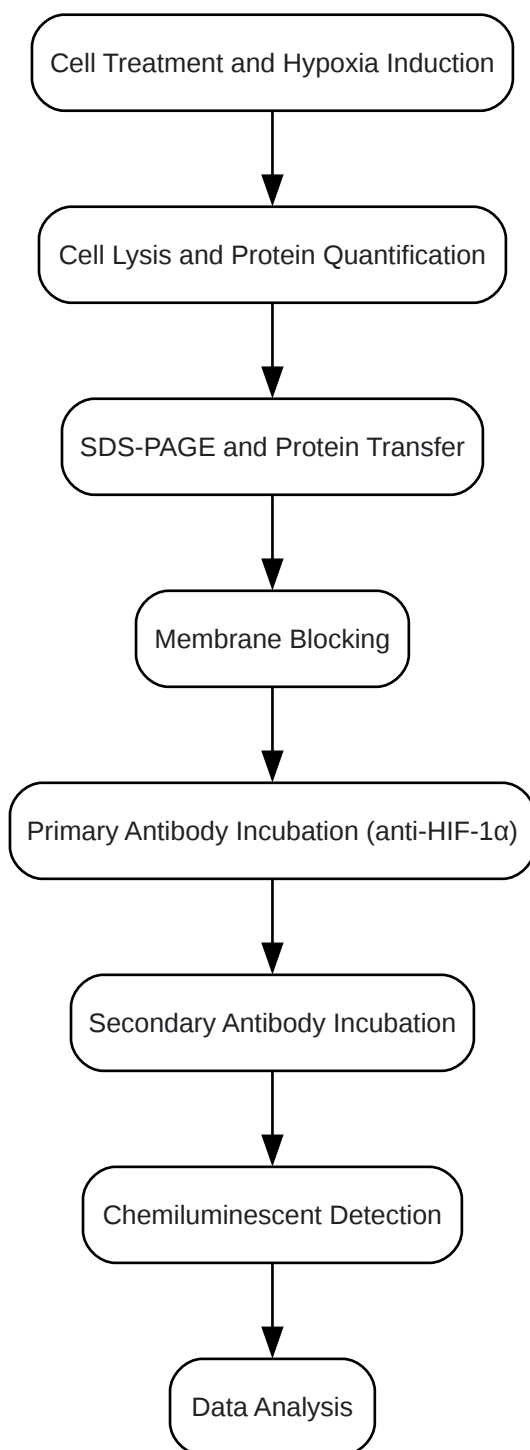 Cell Treatment and Hypoxia Induction
Cell Lysis and Protein Quantification
SDS-PAGE and Protein Transfer
Membrane Blocking
Primary Antibody Incubation (anti-HIF-1α)
Secondary Antibody Incubation
Chemiluminescent Detection
Data Analysis